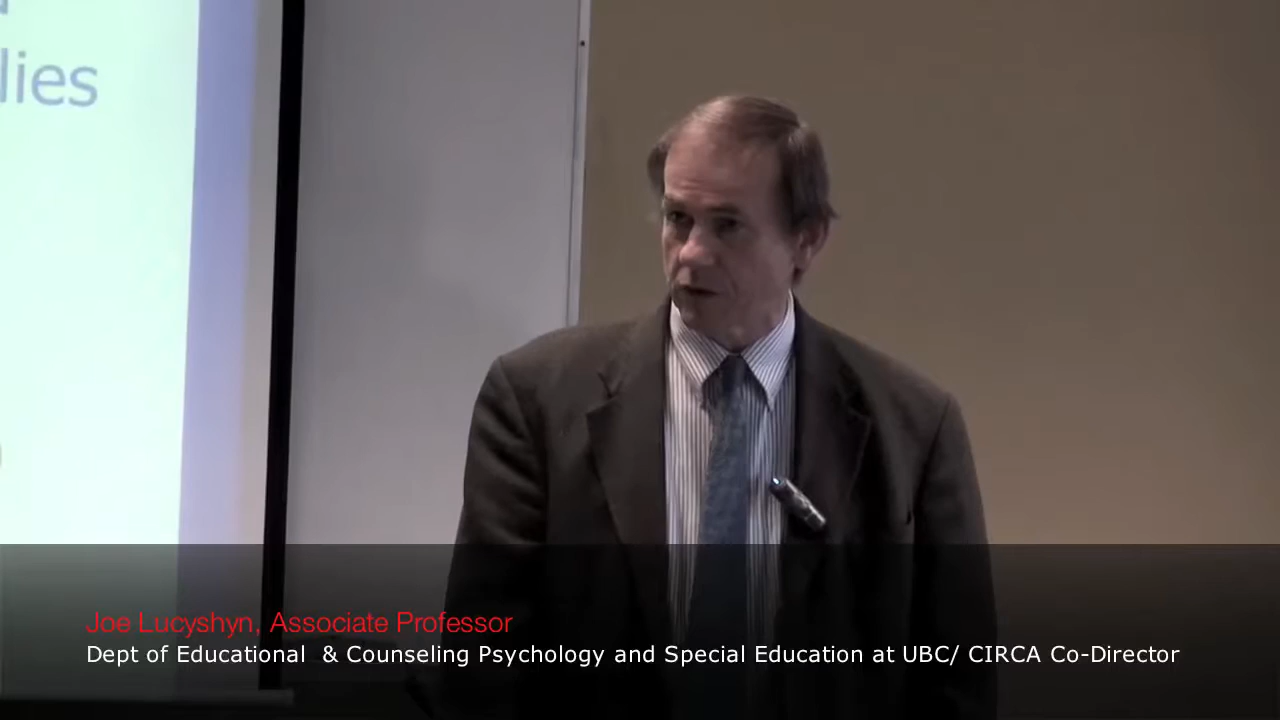 lies
Joe Lucyshyn, Associate Professor
Dept of Educational & Counseling Psychology and Special Education at UBC/ CIRCA Co-Director